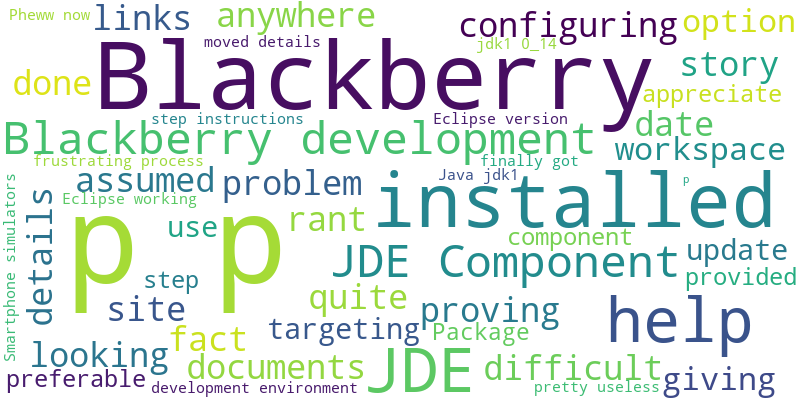 Pheww now
links
anywhere
configuring
option
moved details
jdk1 0_14
done
Blackberry
story
appreciate
step instructions
Eclipse version
date
Blackberry development
workspace
frustrating process
finally got
assumed
problem
Java jdk1
p
Eclipse working
installed
Smartphone simulators
details
p p
use
rant
component
update
JDE Component
step
provided
site
quite
proving
help
fact
targeting
Package
looking
documents
JDE
difficult
preferable
development environment
pretty useless
giving